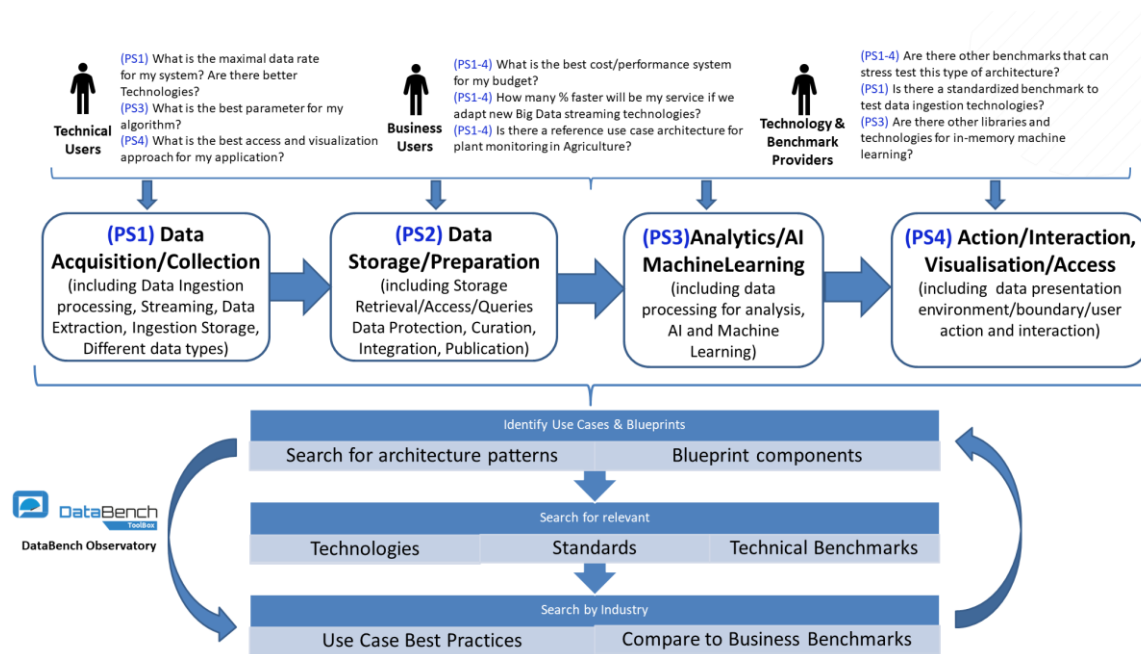 (PS1) What is the maximal data rate
for my system? Are there better
Technologies?
(PS3) What is the best parameter for my
algorithm?
(PS4) What is the best access and visualization
approach for my application?
Technical
Users
(PS1-4) What is the best cost/performance system
for my budget?
(PS1-4) How many % faster will be my service if we
adapt new Big Data streaming technologies?
(PS1-4) Is there a reference use case architecture for
plant monitoring in Agriculture?
Business
Users
(PS1-4) Are there other benchmarks that can
stress test this type of architecture?
(PS1) Is there a standardized benchmark to
test data ingestion technologies?
(PS3) Are there other libraries and
technologies for in-memory machine
learning?
Technology &
Benchmark
Providers
(PS1) Data
Acquisition/Collection
(including Data Ingestion
processing, Streaming, Data
Extraction, Ingestion Storage,
Different data types)
(PS2) Data
Storage/Preparation
(including Storage
Retrieval/Access/Queries
Data Protection, Curation,
Integration, Publication)
(PS3)Analytics/AI
MachineLearning
(including data
processing for analysis,
AI and Machine
Learning)
(PS4) Action/Interaction,
Visualisation/Access
(including data presentation
environment/boundary/user
action and interaction)
Identify Use Cases & Blueprints
Search for architecture patterns
Blueprint components
Search for relevant
Technologies
Standards
Technical Benchmarks
Search by Industry
Use Case Best Practices
Compare to Business Benchmarks
DataBench
ToolBox
DataBench Observatory